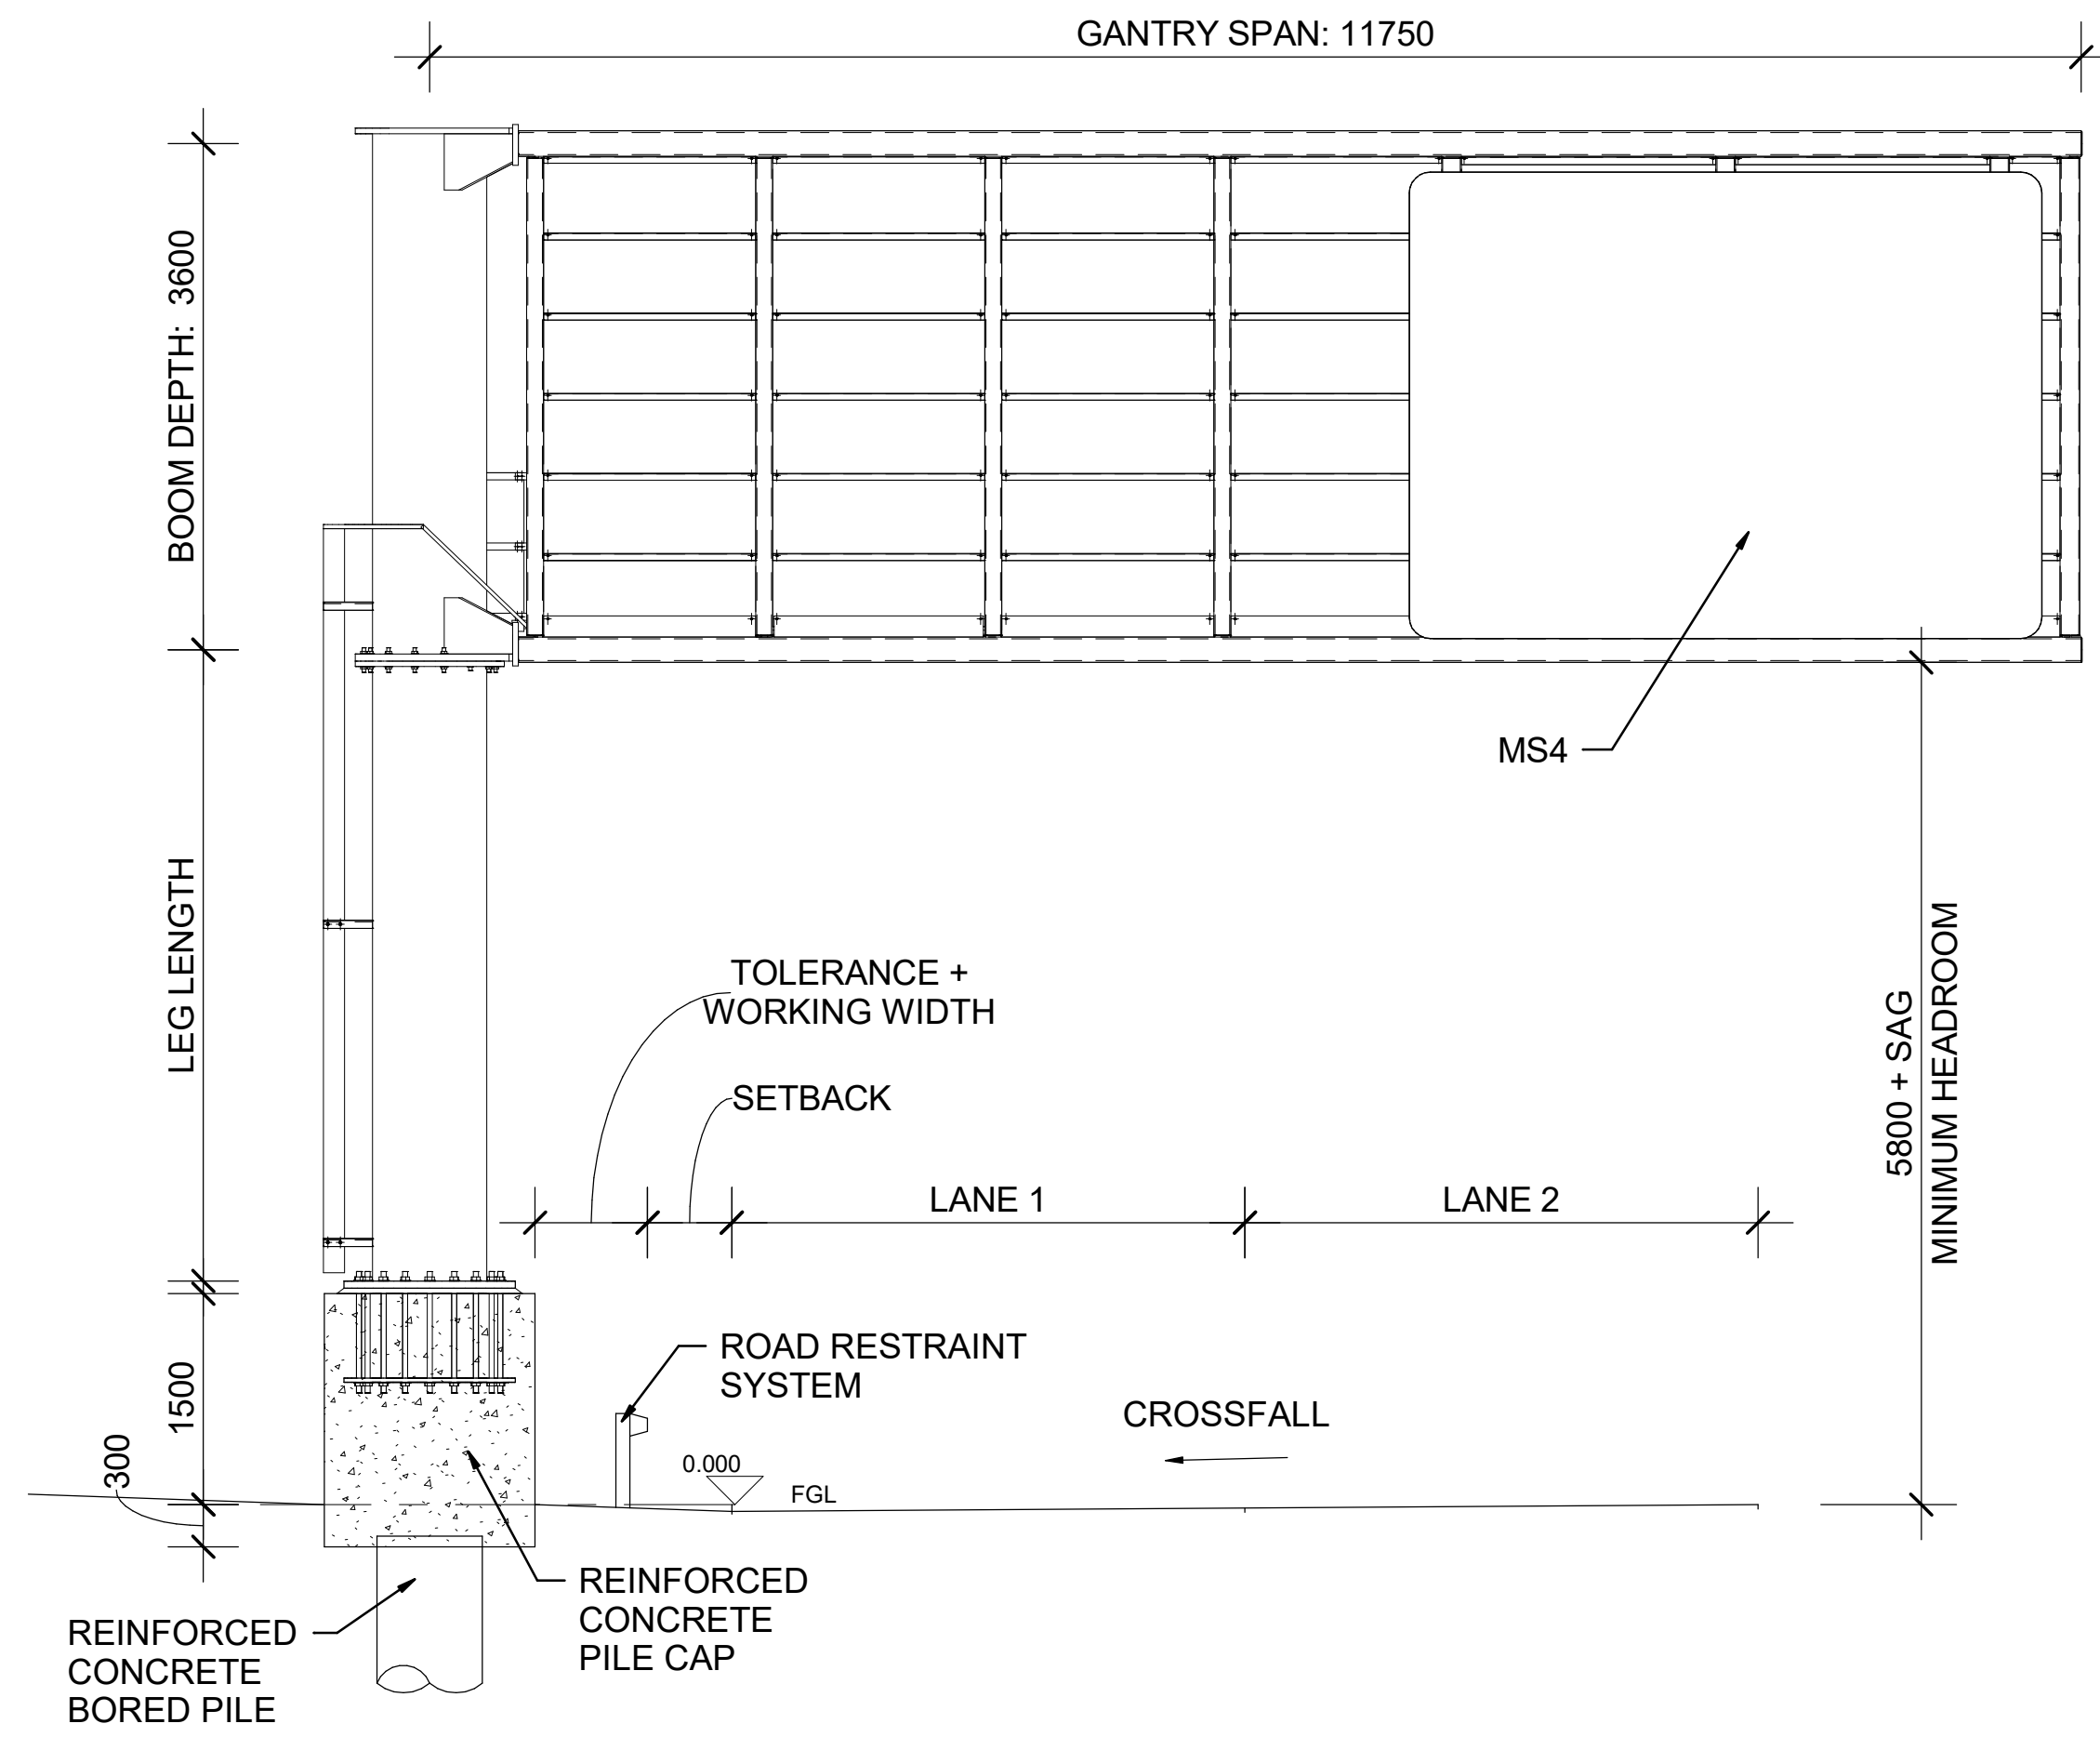 GANTRY SPAN: 11750
BOOM DEPTH: 3600
MS4
LEG LENGTH
TOLERANCE +
WORKING WIDTH
SETBACK
LANE 1
LANE 2
5800 + SAG
MINIMUM HEADROOM
1500
300
ROAD RESTRAINT
SYSTEM
CROSSFALL
0.000
FGL
REINFORCED
CONCRETE
PILE CAP
REINFORCED
CONCRETE
BORED PILE